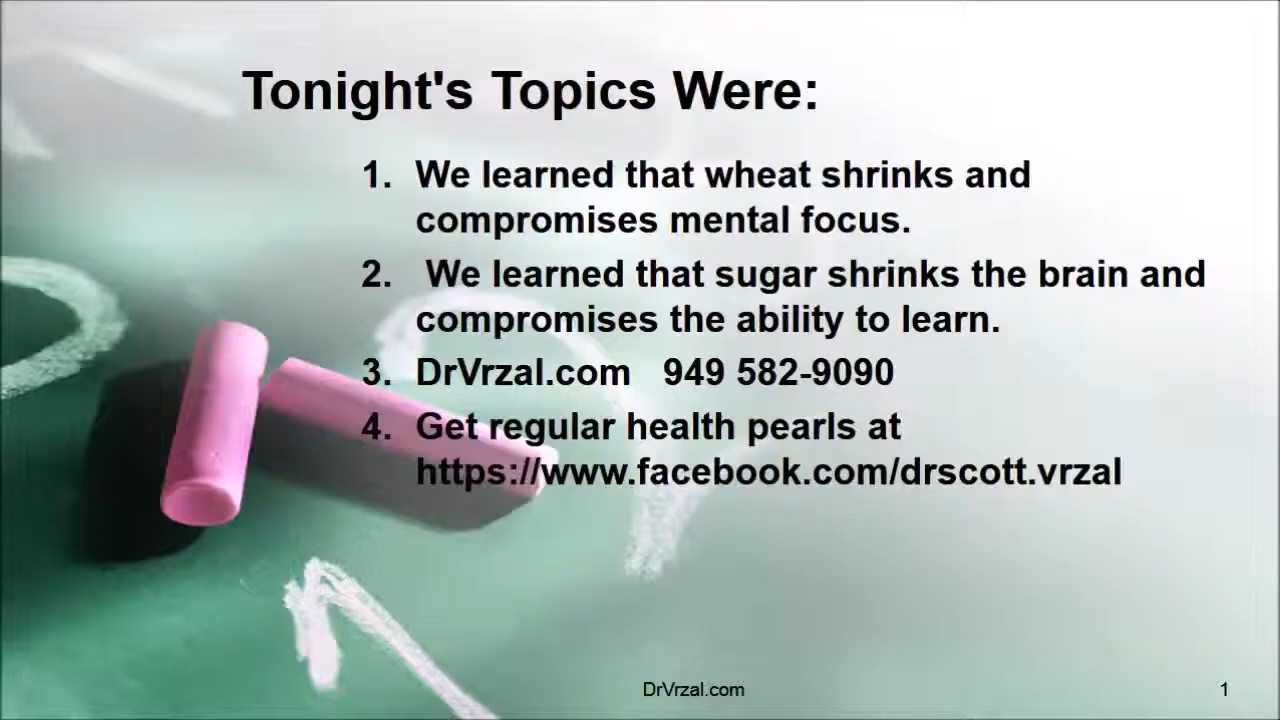 Tonight's Topics Were:
1. We learned that wheat shrinks and
compromises mental focus.
2. We learned that sugar shrinks the brain and
compromises the ability to learn.
3. DrVrzal.com 949 582-9090
4. Get regular health pearls at
https://www.facebook.com/drscott.vrzal
DrVrzal.com
1